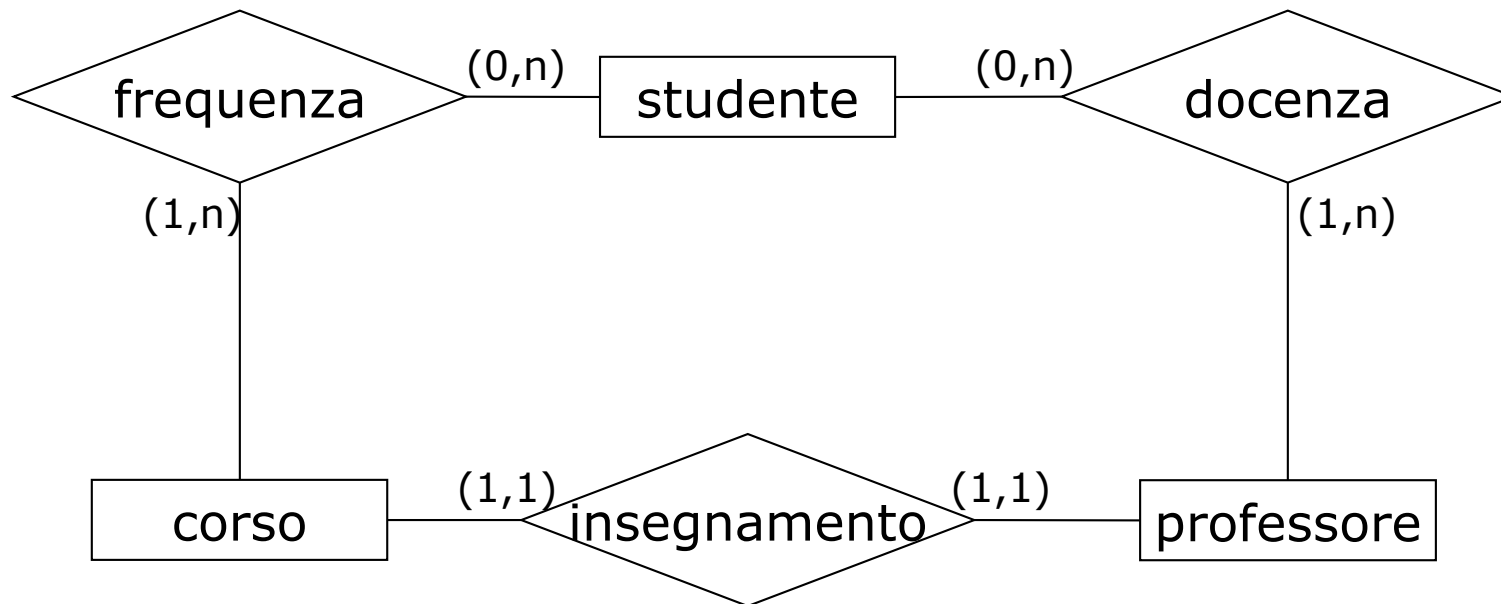 (0,n) (0,n)
frequenza studente docenza
(1,n) (1,n)
(1,1) (1,1)
corso insegnamento professore